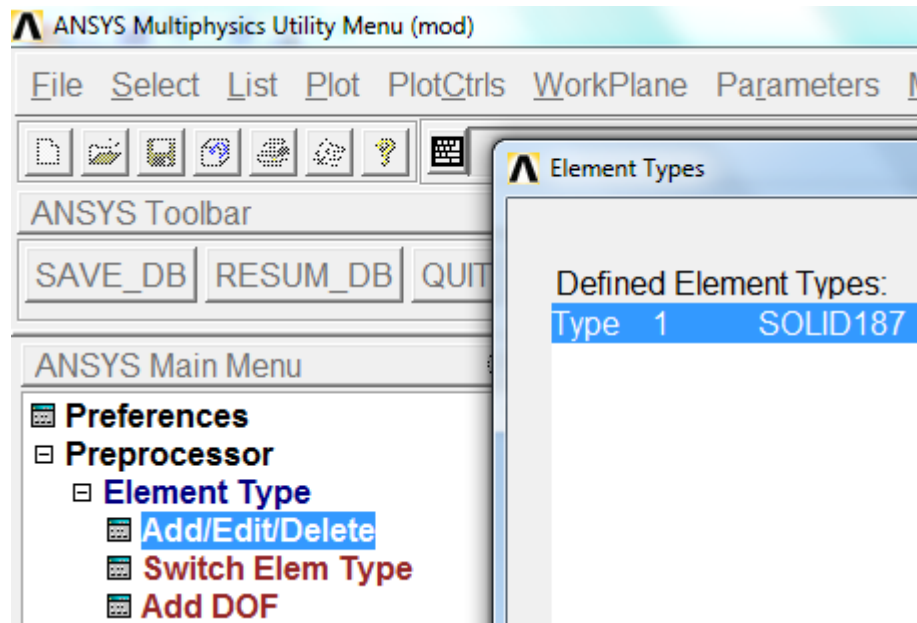 ANSYS Multiphysics Utility Menu (mod)
File Select List Plot PlotCtrls WorkPlane Parameters
Element Types
ANSYS Toolbar
SAVE_DB RESUM_DB QUIT
Defined Element Types:
Type 1 SOLID187
ANSYS Main Menu
Preferences
Preprocessor
Element Type
Add/Edit/Delete
Switch Elem Type
Add DOF